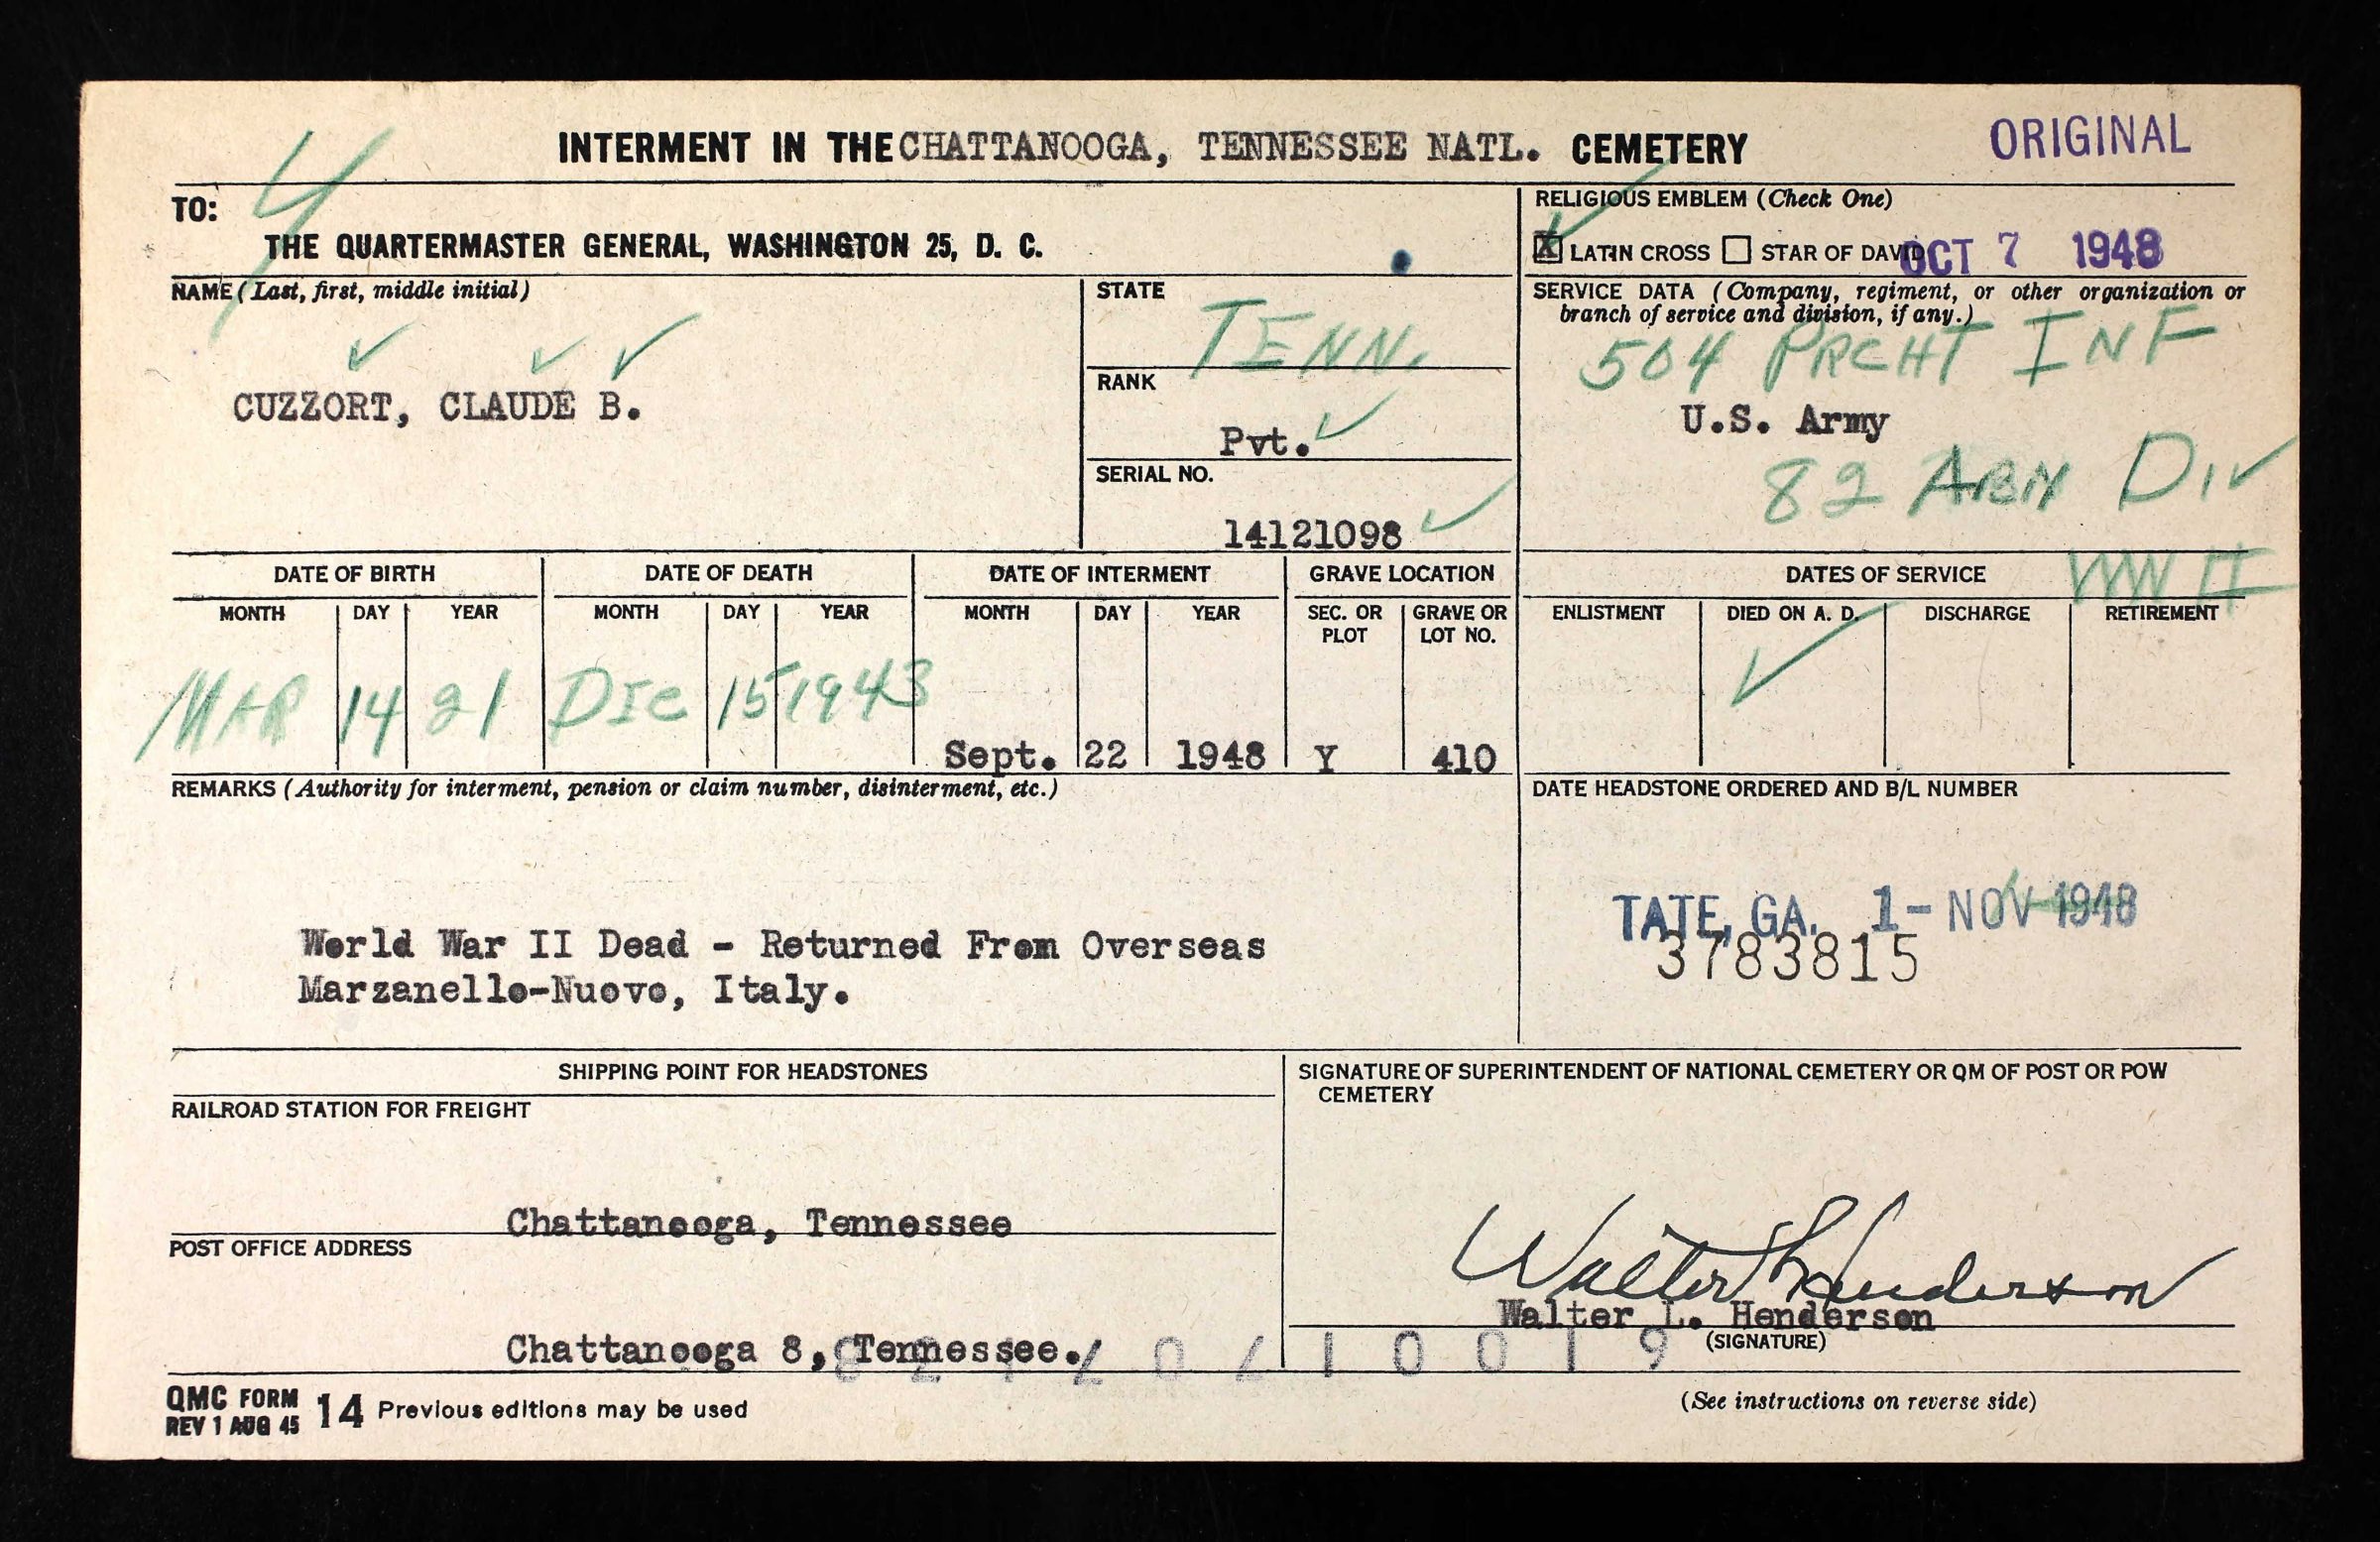 INTERMENT IN THE CHATTANOOGA, TENNESSEE NATL. CEMETERY
ORIGINAL
4
TO:
THE QUARTERMASTER GENERAL, WASHINGTON 25, D. C.
RELIGIOUS EMBLEM (Check One)
X LATIN CROSS STAR OF DAVID
OCT 7 1948
NAME (Last, first, middle initial)
CUZZORT, CLAUDE B.
STATE
TENN.
RANK
Pvt.
SERIAL NO.
14121098
SERVICE DATA (Company, regiment, or other organization or
branch of service and division, if any.)
504 PRCHT INF
U.S. Army
82 ABN DIV
WW II
DATE OF BIRTH DATE OF DEATH DATE OF INTERMENT GRAVE LOCATION DATES OF SERVICE
MONTH DAY YEAR MONTH DAY YEAR MONTH DAY YEAR SEC. OR PLOT GRAVE OR LOT NO. ENLISTMENT DIED ON A. D. DISCHARGE RETIREMENT
MAR 14 21 DEC 15 1943 Sept. 22 1948 Y 410
REMARKS (Authority for interment, pension or claim number, disinterment, etc.)
World War II Dead - Returned From Overseas
Marzanello-Nuovo, Italy.
DATE HEADSTONE ORDERED AND B/L NUMBER
TATE, GA. 1- NOV 1948
3783815
SHIPPING POINT FOR HEADSTONES
RAILROAD STATION FOR FREIGHT
Chattanooga, Tennessee
POST OFFICE ADDRESS
Chattanooga 8, Tennessee.
SIGNATURE OF SUPERINTENDENT OF NATIONAL CEMETERY OR QM OF POST OR POW
CEMETERY
Walter L Henderson
Walter L. Henderson
(SIGNATURE)
QMC FORM 14 Previous editions may be used
REV 1 AUG 45
(See instructions on reverse side)